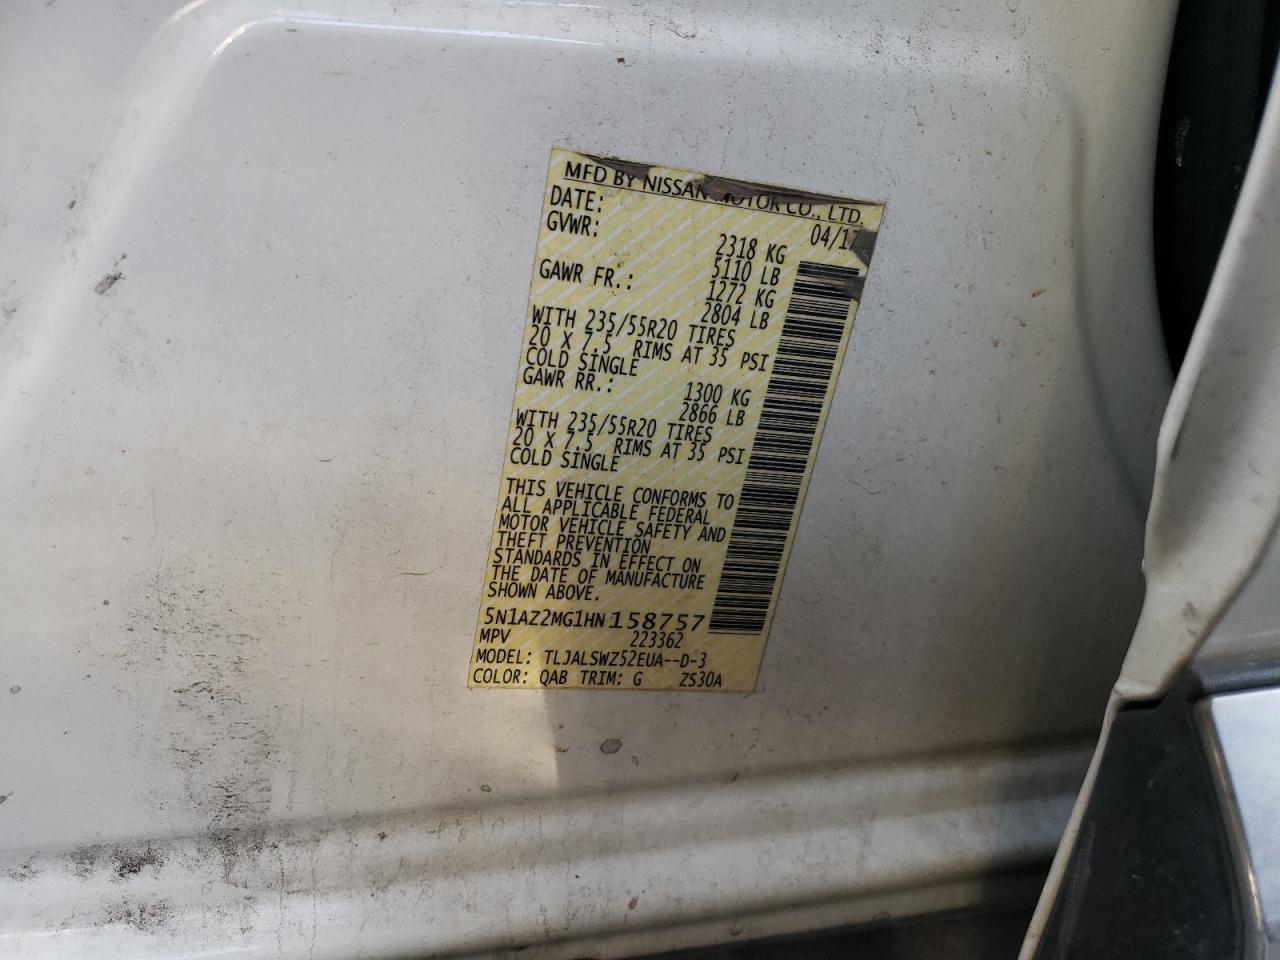 MFD BY NISSAN MOTOR CO., LTD.
DATE: 04/17
GVWR: 2318 KG
5110 LB
GAWR FR.: 1272 KG
2804 LB
WITH 235/55R20 TIRES
20 X 7.5 RIMS AT 35 PSI
COLD SINGLE
GAWR RR.: 1300 KG
2866 LB
WITH 235/55R20 TIRES
20 X 7.5 RIMS AT 35 PSI
COLD SINGLE
THIS VEHICLE CONFORMS TO
ALL APPLICABLE FEDERAL
MOTOR VEHICLE SAFETY AND
THEFT PREVENTION
STANDARDS IN EFFECT ON
THE DATE OF MANUFACTURE
SHOWN ABOVE.
5N1AZ2MG1HN158757
MPV 223362
MODEL: TLJALSWZ52EUA--D-3
COLOR: QAB TRIM: G ZS30A